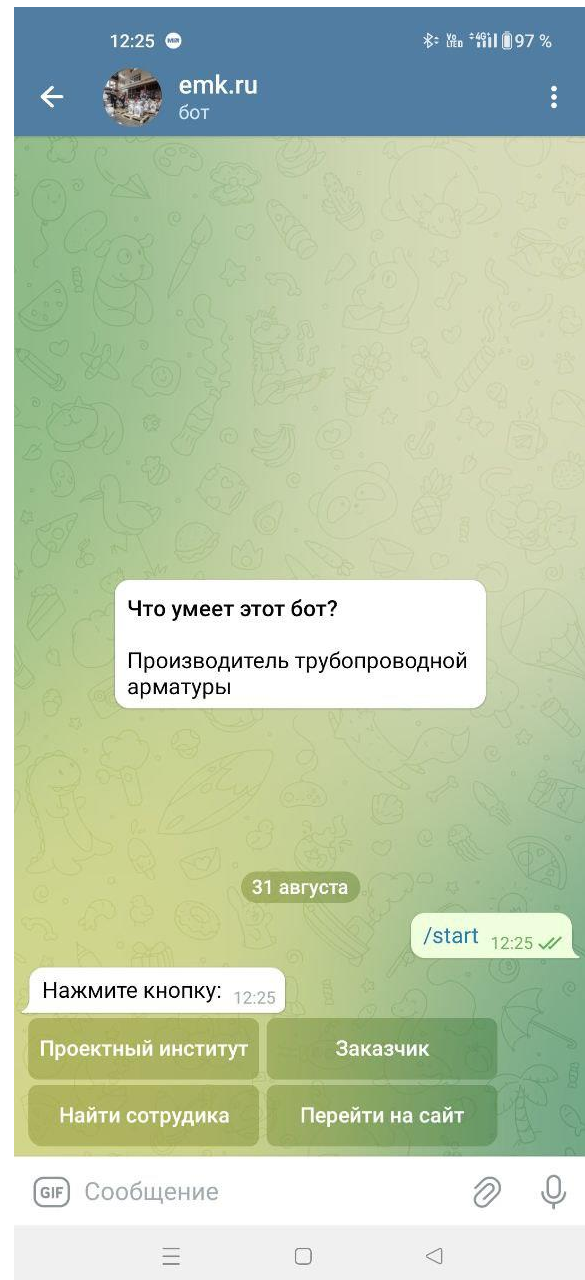 12:25
97 %
emk.ru
бот
Что умеет этот бот?
Производитель трубопроводной
арматуры
31 августа
/start 12:25
Нажмите кнопку: 12:25
Проектный институт
Заказчик
Найти сотрудика
Перейти на сайт
GIF Сообщение